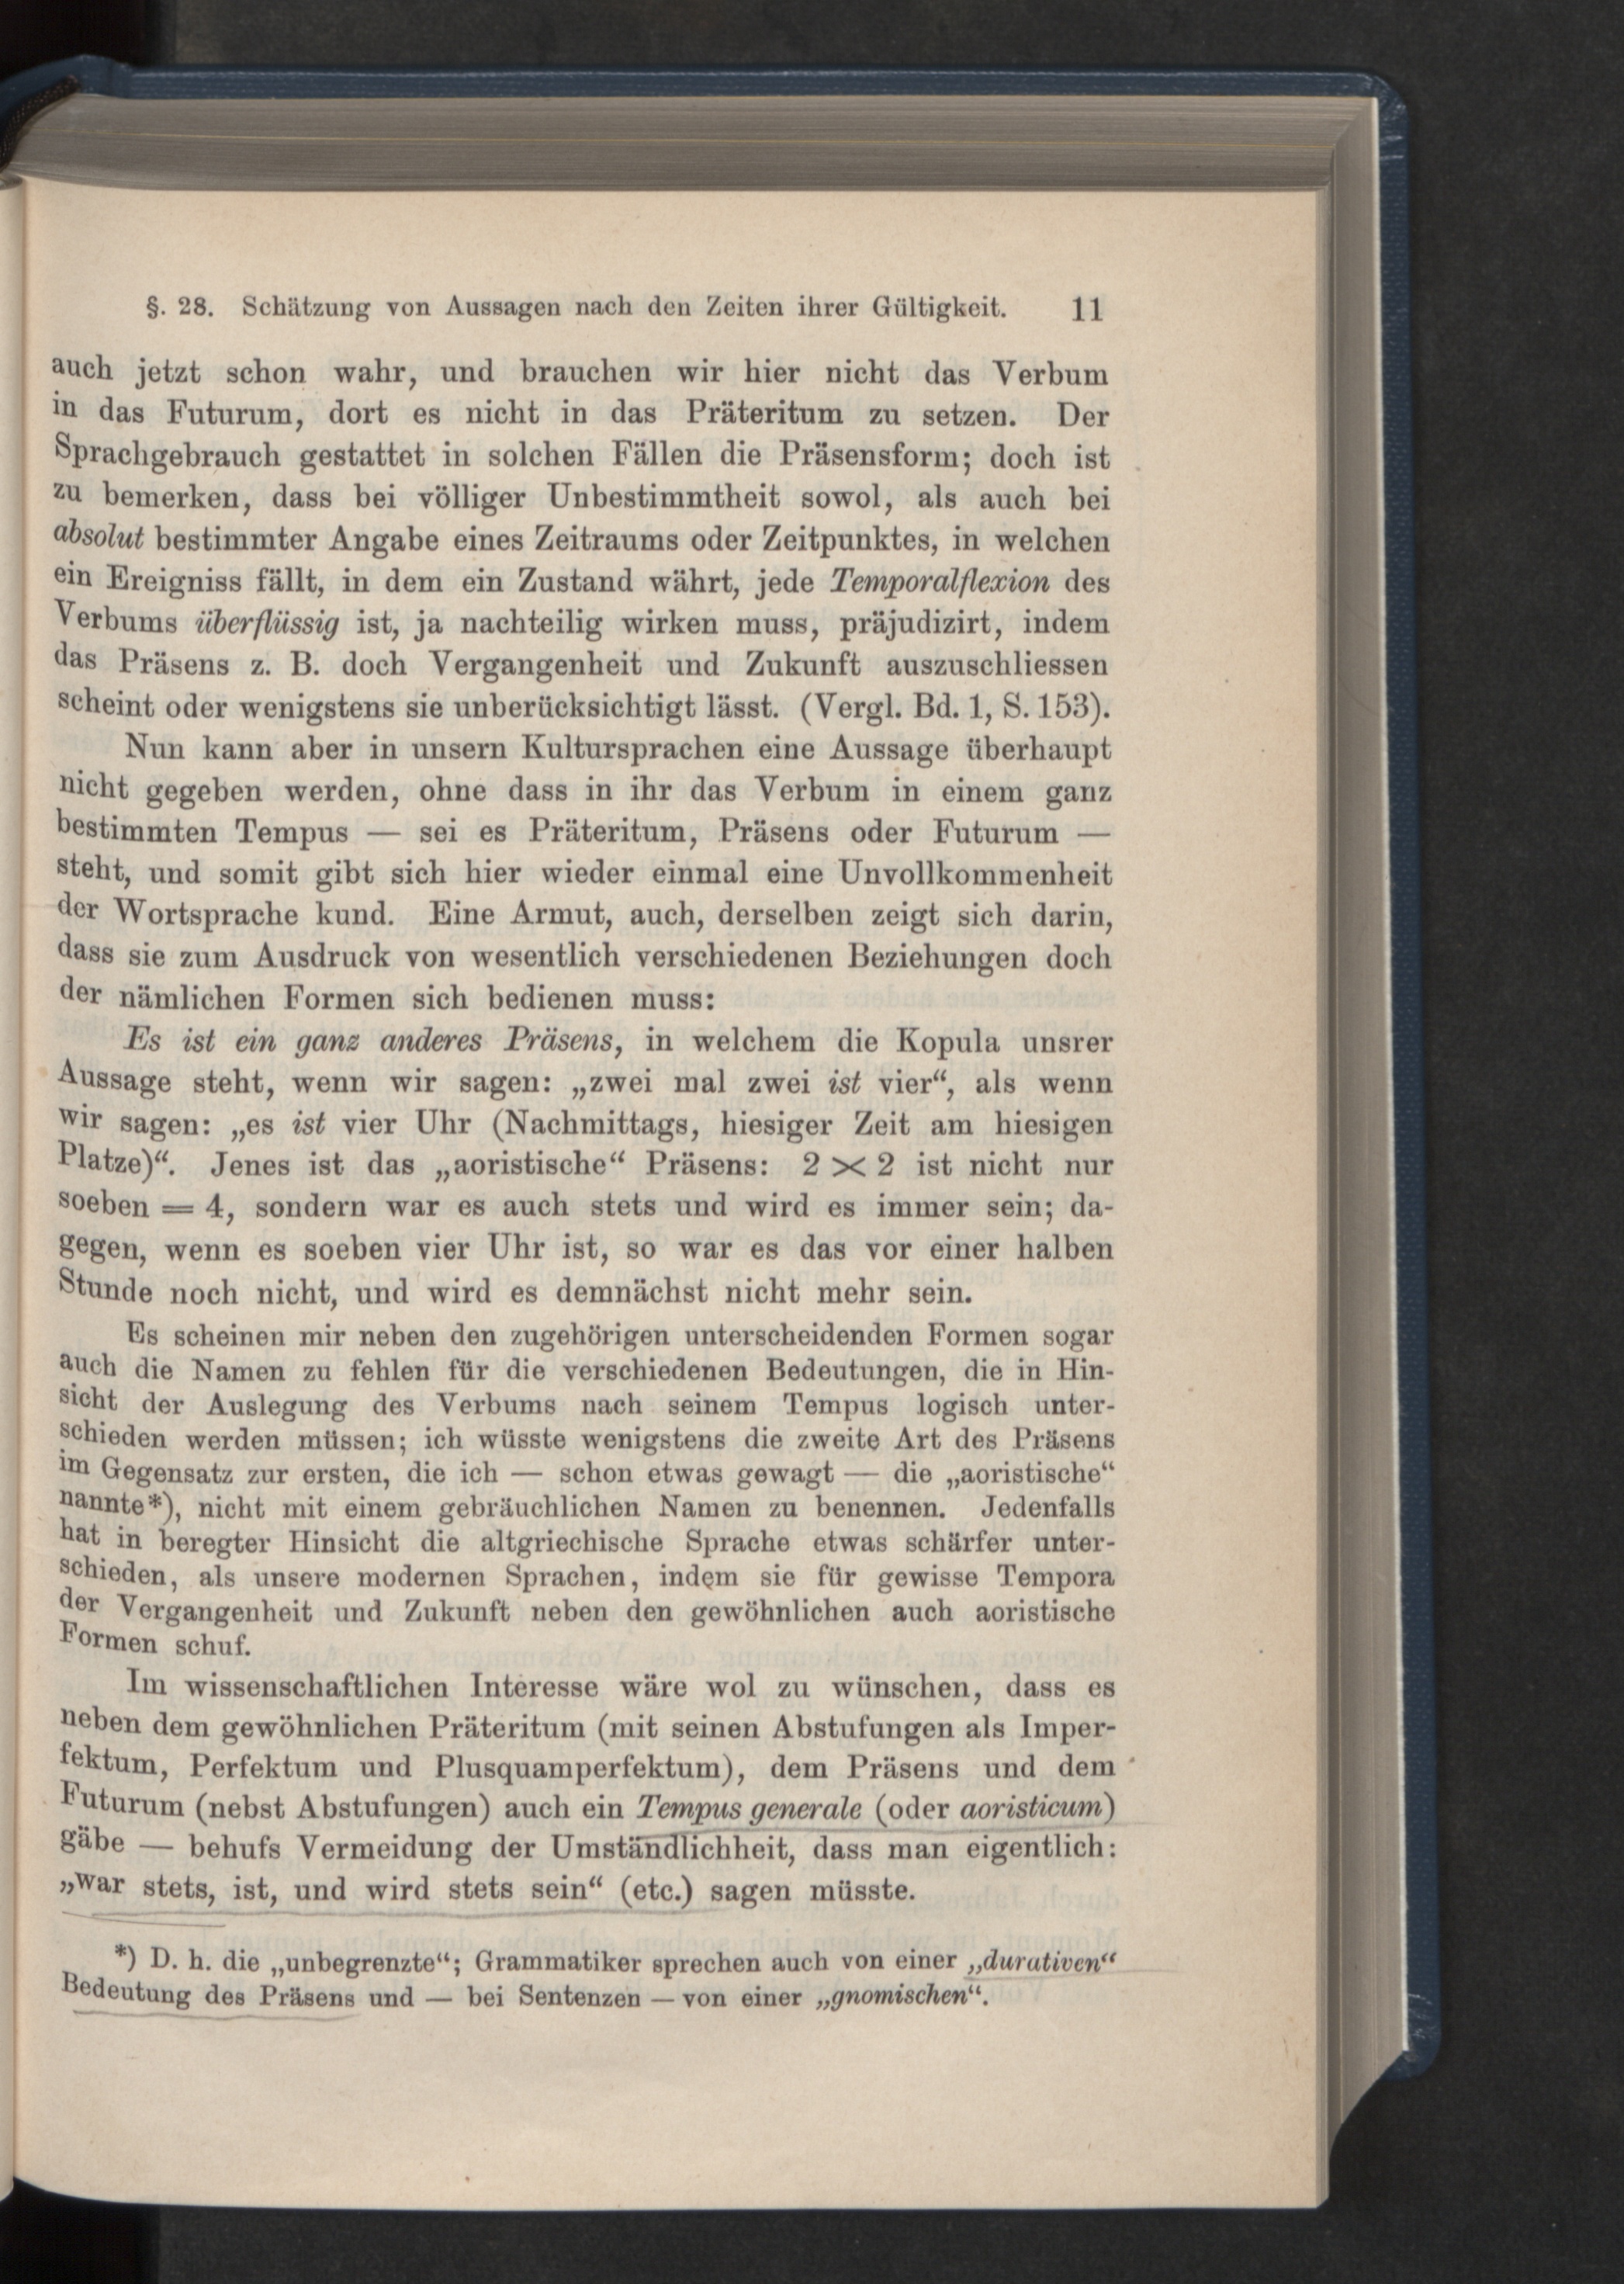 §. 28. Schätzung von Aussagen nach den Zeiten ihrer Gültigkeit. 11
auch jetzt schon wahr, und brauchen wir hier nicht das Verbum
in das Futurum, dort es nicht in das Präteritum zu setzen. Der
Sprachgebrauch gestattet in solchen Fällen die Präsensform; doch ist
zu bemerken, dass bei völliger Unbestimmtheit sowol, als auch bei
absolut bestimmter Angabe eines Zeitraums oder Zeitpunktes, in welchen
ein Ereigniss fällt, in dem ein Zustand währt, jede Temporalflexion des
Verbums überflüssig ist, ja nachteilig wirken muss, präjudizirt, indem
das Präsens z. B. doch Vergangenheit und Zukunft auszuschliessen
scheint oder wenigstens sie unberücksichtigt lässt. (Vergl. Bd. 1, S. 153).
Nun kann aber in unsern Kultursprachen eine Aussage überhaupt
nicht gegeben werden, ohne dass in ihr das Verbum in einem ganz
bestimmten Tempus — sei es Präteritum, Präsens oder Futurum —
steht, und somit gibt sich hier wieder einmal eine Unvollkommenheit
der Wortsprache kund. Eine Armut, auch, derselben zeigt sich darin,
dass sie zum Ausdruck von wesentlich verschiedenen Beziehungen doch
der nämlichen Formen sich bedienen muss:
Es ist ein ganz anderes Präsens, in welchem die Kopula unsrer
Aussage steht, wenn wir sagen: „zwei mal zwei ist vier“, als wenn
wir sagen: „es ist vier Uhr (Nachmittags, hiesiger Zeit am hiesigen
Platze)“. Jenes ist das „aoristische“ Präsens: 2 × 2 ist nicht nur
soeben = 4, sondern war es auch stets und wird es immer sein; da-
gegen, wenn es soeben vier Uhr ist, so war es das vor einer halben
Stunde noch nicht, und wird es demnächst nicht mehr sein.
Es scheinen mir neben den zugehörigen unterscheidenden Formen sogar
auch die Namen zu fehlen für die verschiedenen Bedeutungen, die in Hin-
sicht der Auslegung des Verbums nach seinem Tempus logisch unter-
schieden werden müssen; ich wüsste wenigstens die zweite Art des Präsens
im Gegensatz zur ersten, die ich — schon etwas gewagt — die „aoristische“
nannte*), nicht mit einem gebräuchlichen Namen zu benennen. Jedenfalls
hat in beregter Hinsicht die altgriechische Sprache etwas schärfer unter-
schieden, als unsere modernen Sprachen, indem sie für gewisse Tempora
der Vergangenheit und Zukunft neben den gewöhnlichen auch aoristische
Formen schuf.
Im wissenschaftlichen Interesse wäre wol zu wünschen, dass es
neben dem gewöhnlichen Präteritum (mit seinen Abstufungen als Imper-
fektum, Perfektum und Plusquamperfektum), dem Präsens und dem
Futurum (nebst Abstufungen) auch ein Tempus generale (oder aoristicum)
gäbe — behufs Vermeidung der Umständlichheit, dass man eigentlich:
„war stets, ist, und wird stets sein“ (etc.) sagen müsste.
*) D. h. die „unbegrenzte“; Grammatiker sprechen auch von einer „durativen“
Bedeutung des Präsens und — bei Sentenzen — von einer „gnomischen“.